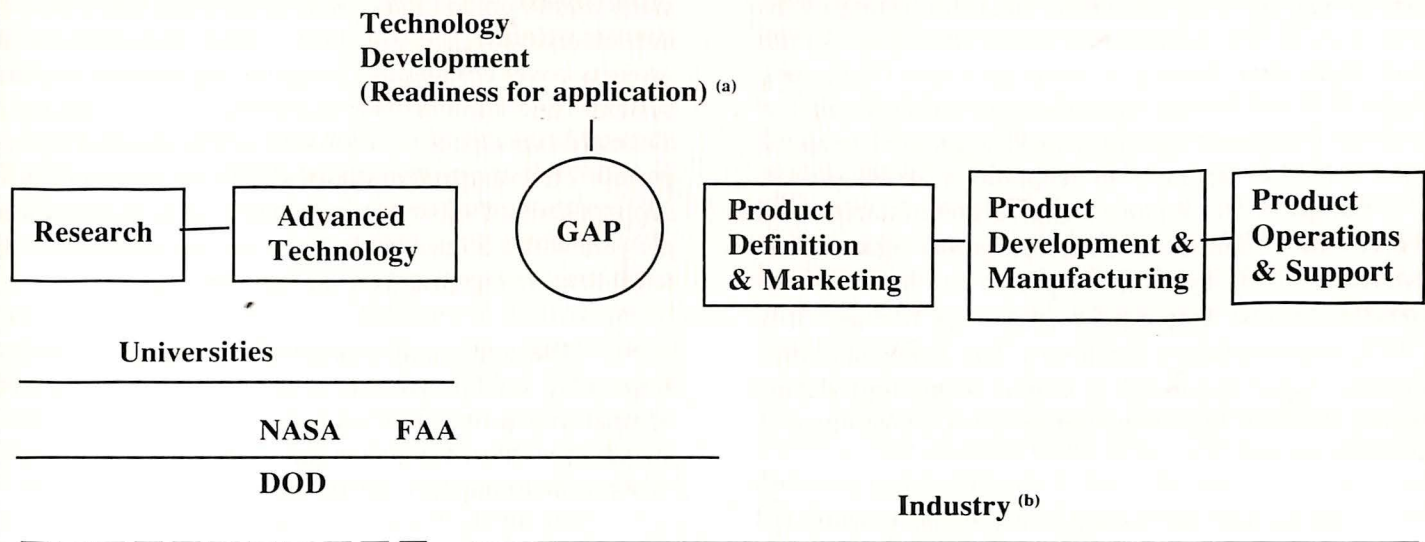 Technology
Development
(Readiness for application) (a)
Research
Advanced
Technology
GAP
Product
Definition
& Marketing
Product
Development &
Manufacturing
Product
Operations
& Support
Universities
NASA FAA
DOD
Industry (b)